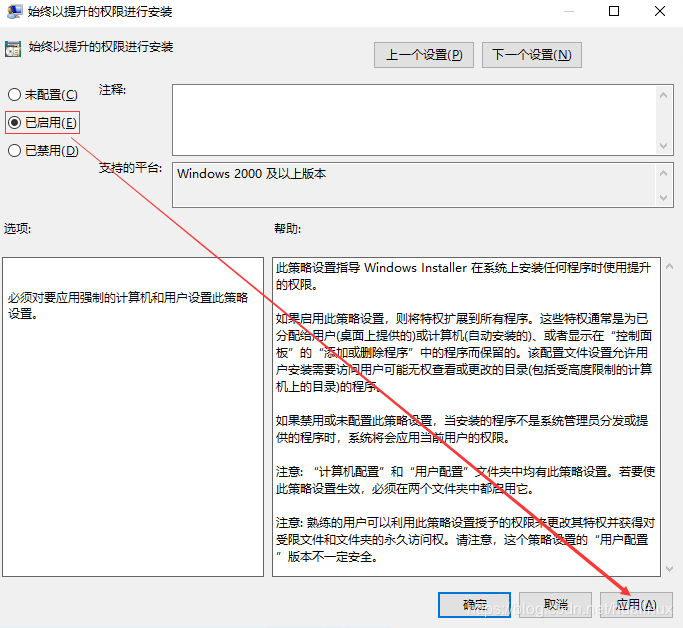 始终以提升的权限进行安装
始终以提升的权限进行安装
上一个设置(P)
下一个设置(N)
未配置(C)
注释:
已启用(E)
已禁用(D)
支持的平台:
Windows 2000 及以上版本
选项:
帮助:
必须对要应用强制的计算机和用户设置此策略
设置。
此策略设置指导 Windows Installer 在系统上安装任何程序时使用提升
的权限。
如果启用此策略设置，则将特权扩展到所有程序。这些特权通常是为已
分配给用户(桌面上提供的)或计算机(自动安装的)、或者显示在“控制面
板”的“添加或删除程序”中的程序而保留的。该配置文件设置允许用
户安装需要访问用户可能无权查看或更改的目录(包括受高度限制的计算
机上的目录)的程序。
如果禁用或未配置此策略设置，当安装的程序不是系统管理员分发或提
供的程序时，系统将会应用当前用户的权限。
注意: “计算机配置”和“用户配置”文件夹中均有此策略设置。若要使
此策略设置生效，必须在两个文件夹中都启用它。
注意: 熟练的用户可以利用此策略设置授予的权限来更改其特权并获得对
受限文件和文件夹的永久访问权。请注意，这个策略设置的“用户配置
”版本不一定安全。
确定
取消
应用(A)